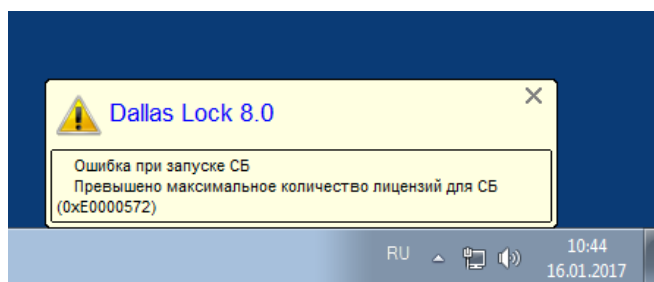 Dallas Lock 8.0
Ошибка при запуске СБ
Превышено максимальное количество лицензий для СБ
(0xE0000572)
RU
10:44
16.01.2017